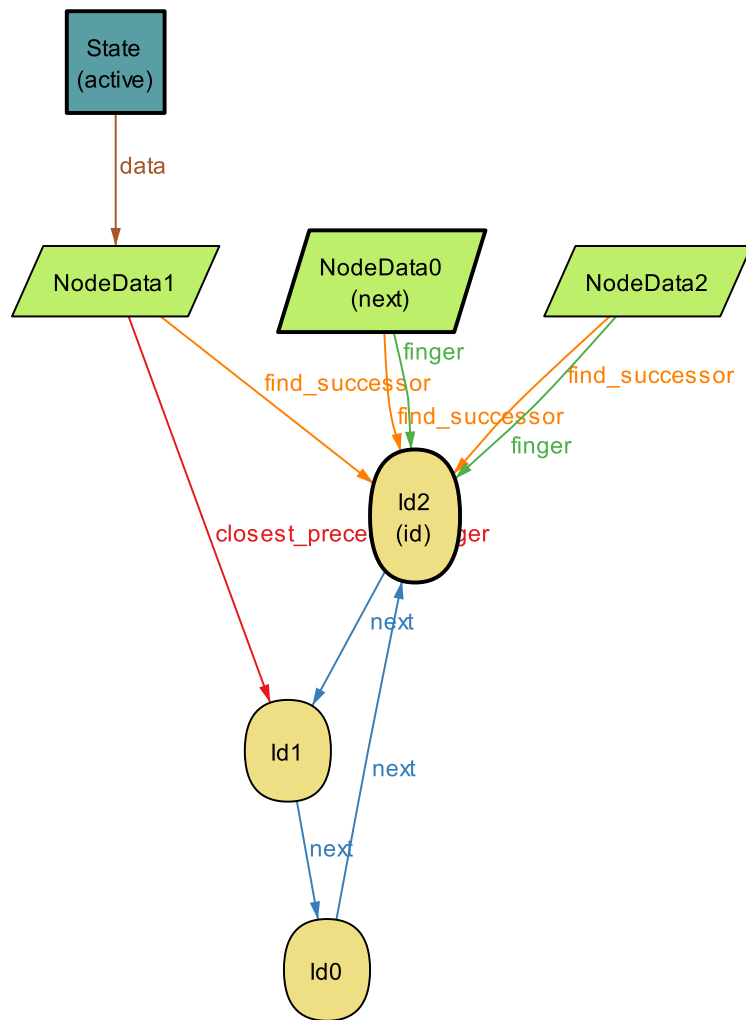 State
(active)
data
NodeData1
NodeData0
(next)
NodeData2
finger
find_successor
find_successor
find_successor
finger
Id2
(id)
closest_prece ger
next
Id1
next
next
Id0